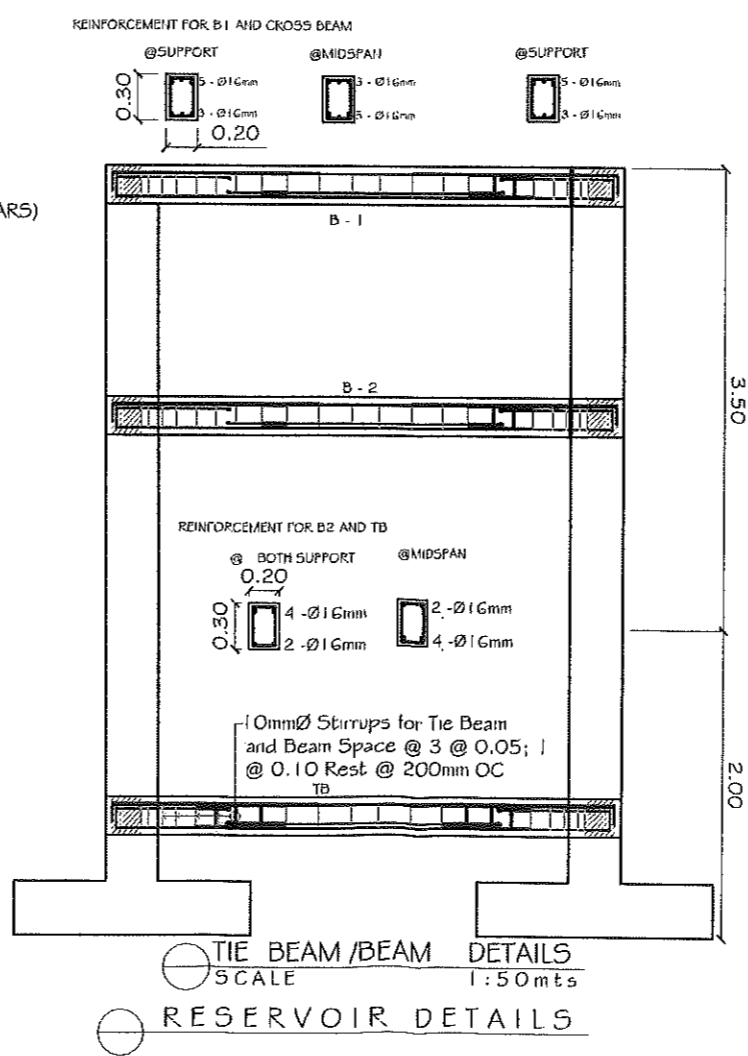 REINFORCEMENT FOR B1 AND CROSS BEAM
@SUPPORT @MIDSPAN @SUPPORT
0.30
5 - Ø16mm
3 - Ø16mm
0.20
3 - Ø16mm
5 - Ø16mm
5 - Ø16mm
3 - Ø16mm
ARS)
B - 1
B - 2
3.50
REINFORCEMENT FOR B2 AND TB
@ BOTH SUPPORT @MIDSPAN
0.20
0.30
4 -Ø16mm
2 -Ø16mm
2 -Ø16mm
4 -Ø16mm
10mmØ Stirrups for Tie Beam
and Beam Space @ 3 @ 0.05; 1
@ 0.10 Rest @ 200mm OC
TB
2.00
TIE BEAM /BEAM DETAILS
SCALE 1:50mts
RESERVOIR DETAILS